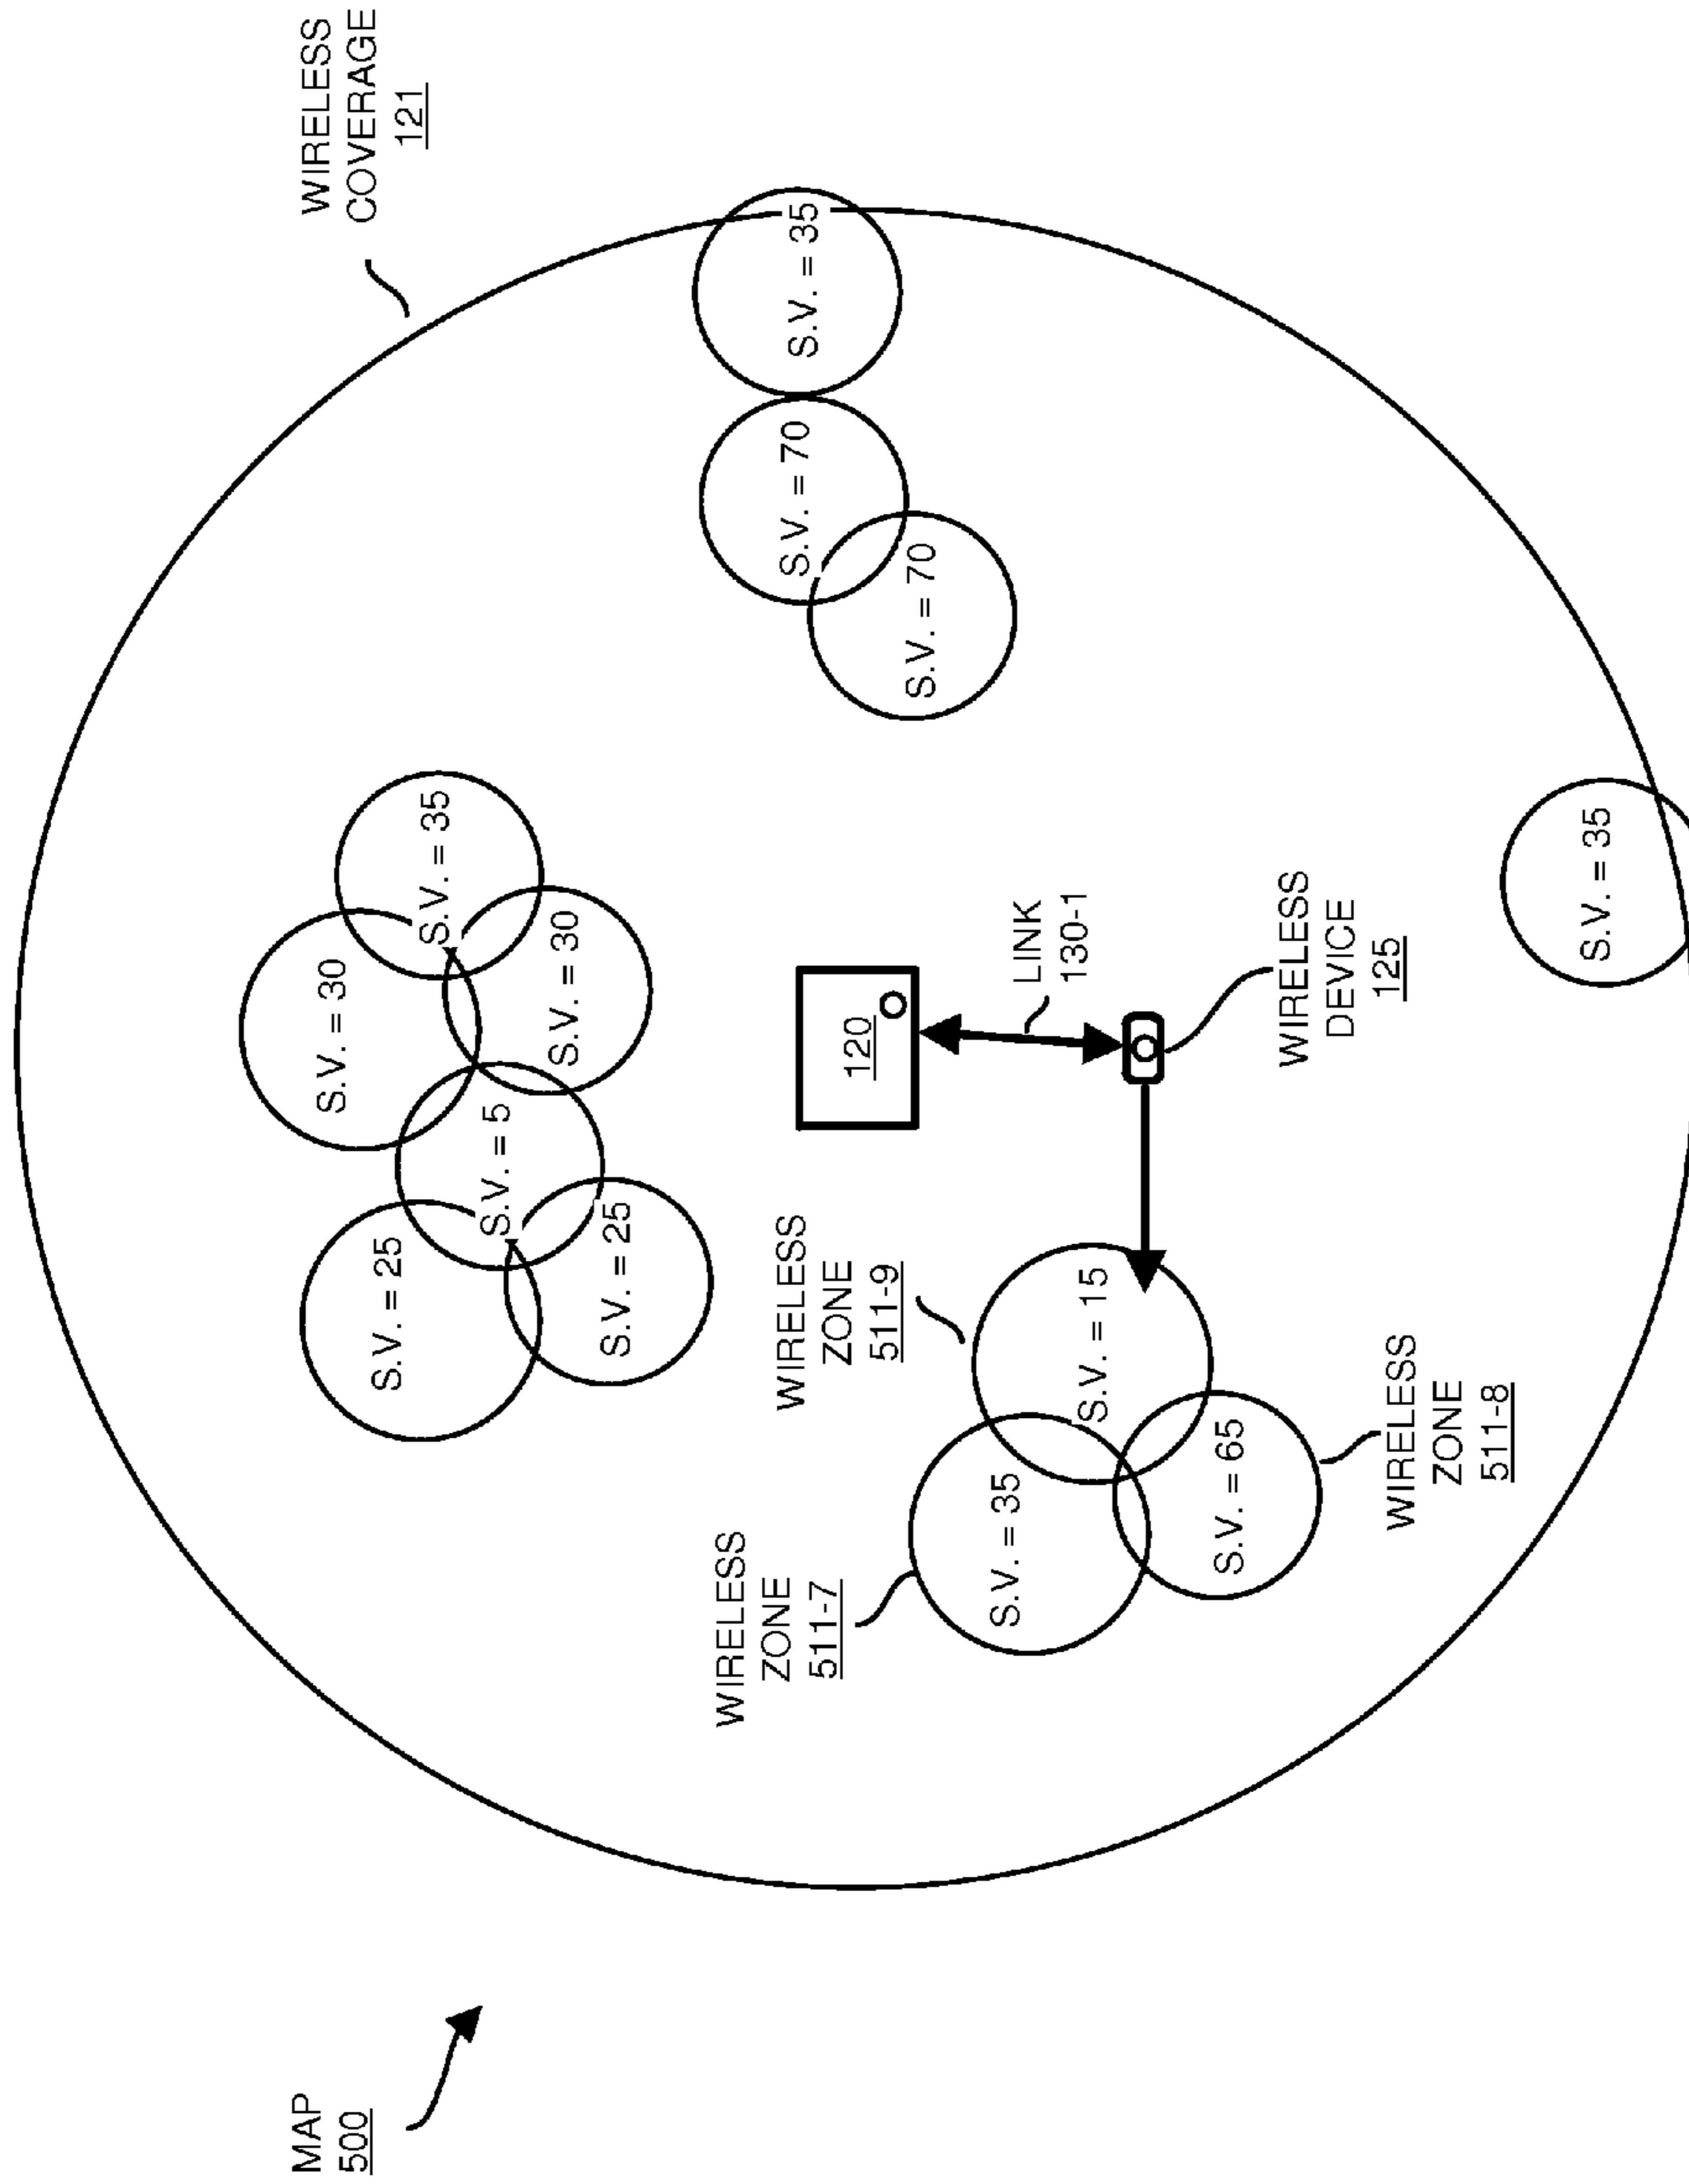 MAP
500
WIRELESS
COVERAGE
121
S.V. = 25
S.V. = 30
S.V. = 35
S.V. = 5
S.V. = 25
S.V. = 30
S.V. = 35
S.V. = 70
S.V. = 70
120
LINK
130-1
WIRELESS
DEVICE
125
WIRELESS
ZONE
511-7
WIRELESS
ZONE
511-9
S.V. = 35
S.V. = 15
S.V. = 65
WIRELESS
ZONE
511-8
S.V. = 35